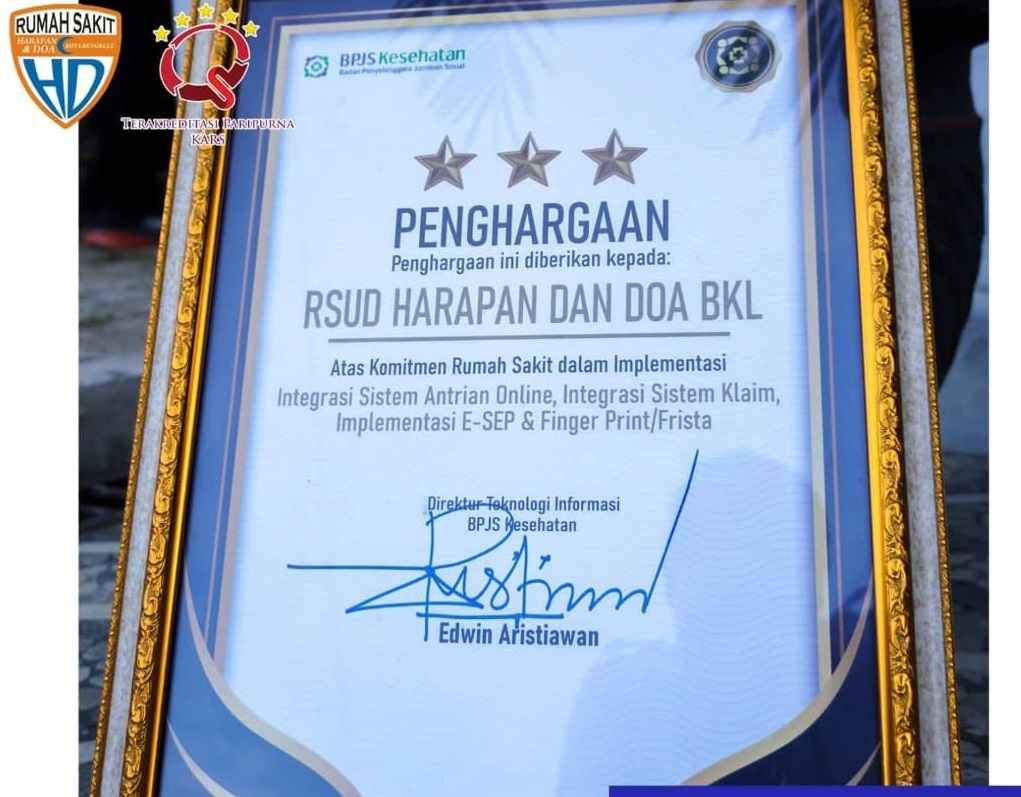 RUMAH SAKIT
HARAPAN
& DOA
KOTA BENGKULU
HD
TERAKREDITASI PARIPURNA
KARS
BPJS Kesehatan
Badan Penyelenggara Jaminan Sosial
PENGHARGAAN
Penghargaan ini diberikan kepada:
RSUD HARAPAN DAN DOA BKL
Atas Komitmen Rumah Sakit dalam Implementasi
Integrasi Sistem Antrian Online, Integrasi Sistem Klaim,
Implementasi E-SEP & Finger Print/Frista
Direktur Teknologi Informasi
BPJS Kesehatan
Edwin Aristiawan